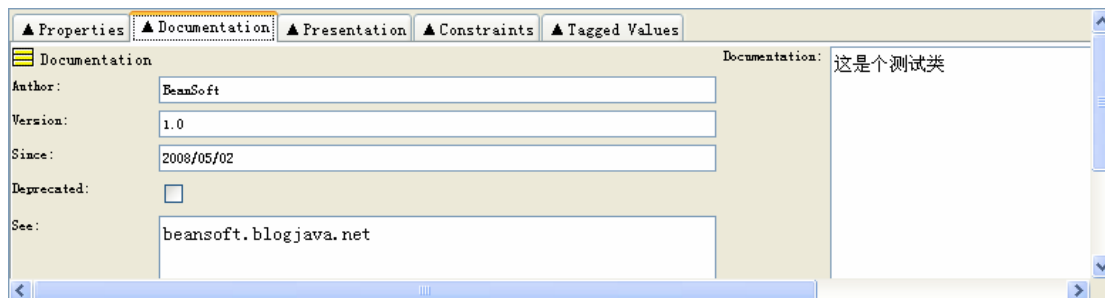 ▲ Properties ▲ Documentation ▲ Presentation ▲ Constraints ▲ Tagged Values
Documentation
Author: BeanSoft
Version: 1.0
Since: 2008/05/02
Deprecated:
See: beansoft.blogjava.net
Documentation: 这是个测试类